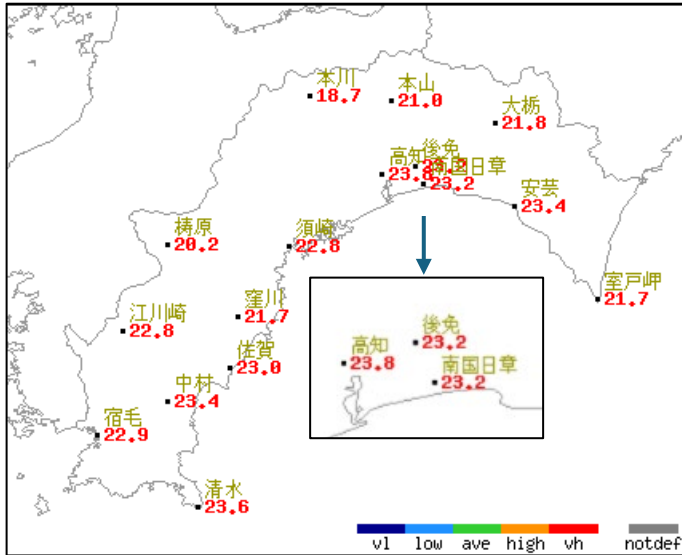 本川
18.7
本山
21.0
大栃
21.8
後免
23.2
高知
23.8
南国日章
23.2
安芸
23.4
梼原
20.2
須崎
22.8
室戸岬
21.7
窪川
21.7
江川崎
22.8
後免
23.2
高知
23.8
南国日章
23.2
佐賀
23.0
中村
23.4
宿毛
22.9
清水
23.6
vl low ave high vh notdef